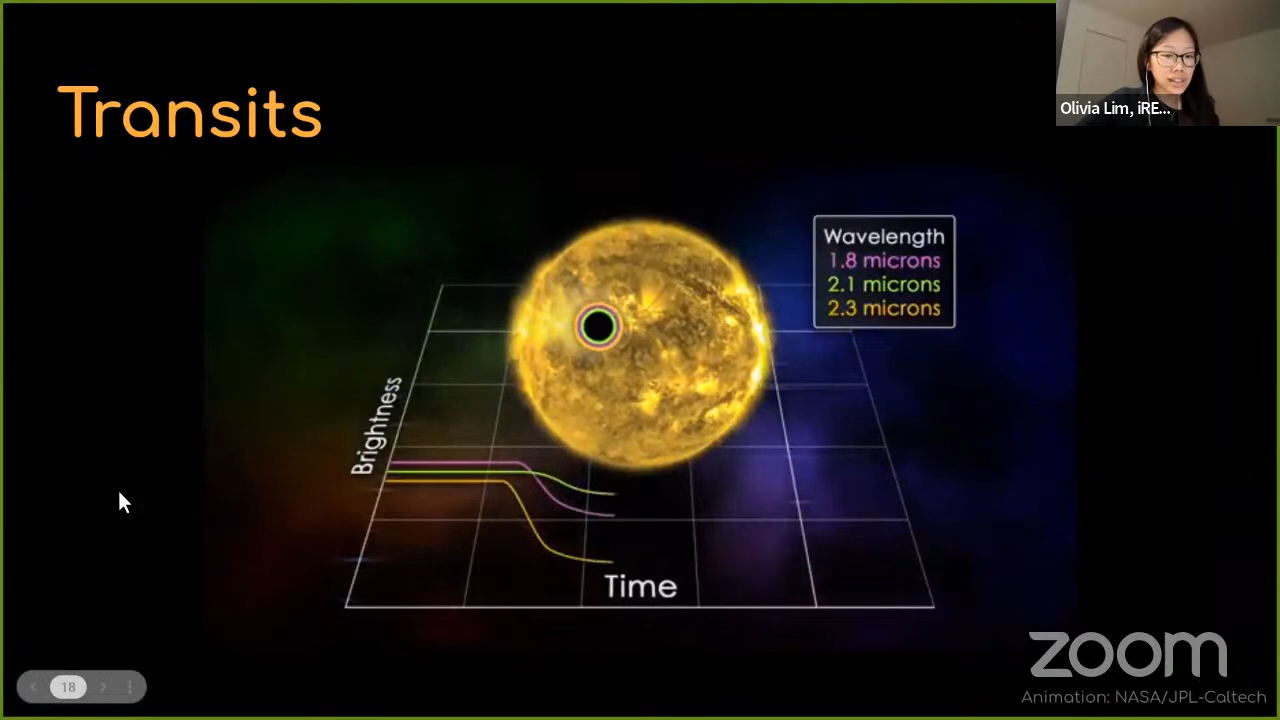 Transits
Olivia Lim, iRE...
Wavelength
1.8 microns
2.1 microns
2.3 microns
Brightness
Time
18
zoom
Animation: NASA/JPL-Caltech